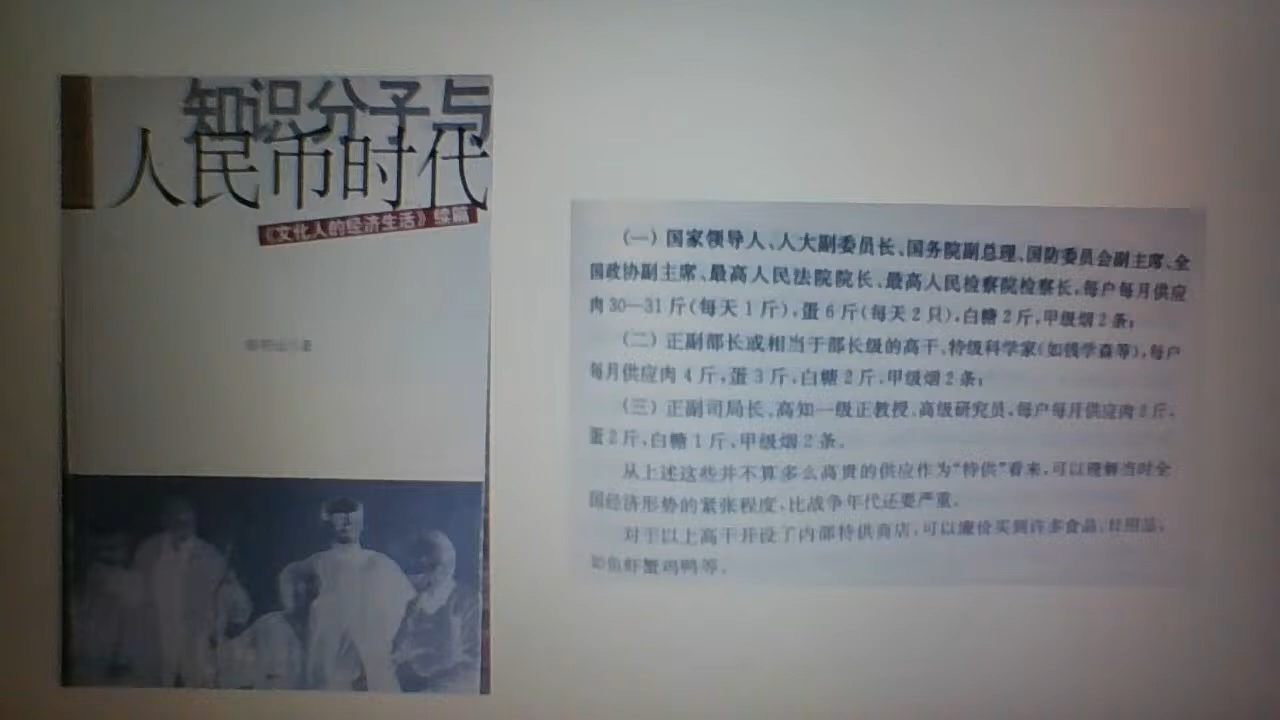 知识分子与
人民币时代
《文化人的经济生活》续篇
(一)国家领导人、人大副委员长、国务院副总理、国防委员会副主席、全
国政协副主席、最高人民法院院长、最高人民检察院检察长,每户每月供应
肉30—31斤(每天1斤),蛋6斤(每天2只),白糖2斤,甲级烟2条;
(二)正副部长或相当于部长级的高干、特级科学家(如钱学森等),每户
每月供应肉4斤,蛋3斤,白糖2斤,甲级烟2条;
(三)正副司局长、高知一级正教授、高级研究员,每户每月供应肉2斤,
蛋2斤,白糖1斤,甲级烟2条。
从上述这些并不算多么高贵的供应作为“特供”看来,可以理解当时全
国经济形势的紧张程度,比战争年代还要严重。
对于以上高干开设了内部特供商店,可以廉价买到许多食品、日用品,
如鱼虾蟹鸡鸭等。